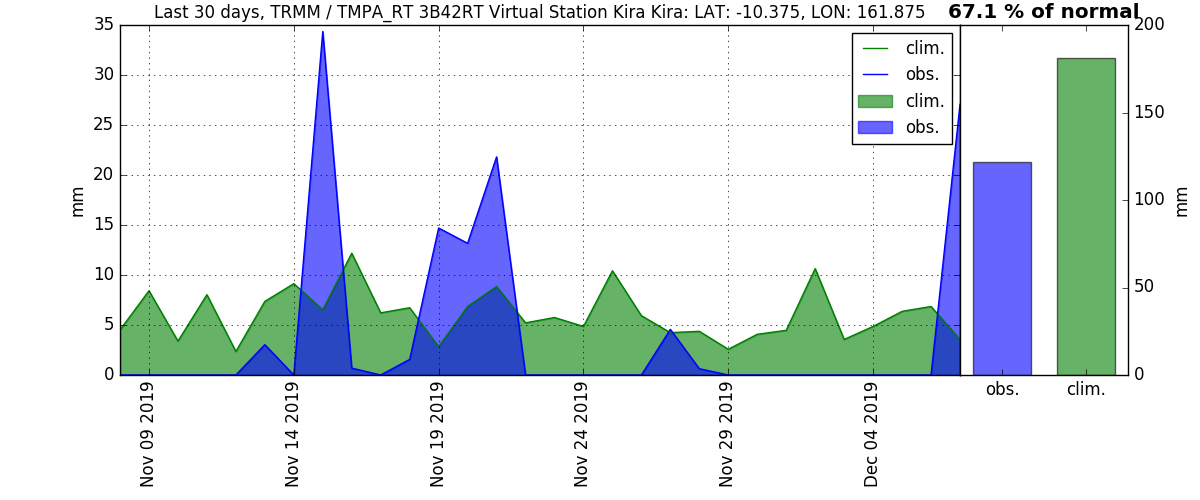 Last 30 days, TRMM / TMPA_RT 3B42RT Virtual Station Kira Kira: LAT: -10.375, LON: 161.875
67.1 % of normal
35
30
25
20
15
10
5
0
mm
clim.
obs.
clim.
obs.
Nov 09 2019
Nov 14 2019
Nov 19 2019
Nov 24 2019
Nov 29 2019
Dec 04 2019
200
150
100
50
0
mm
obs.
clim.